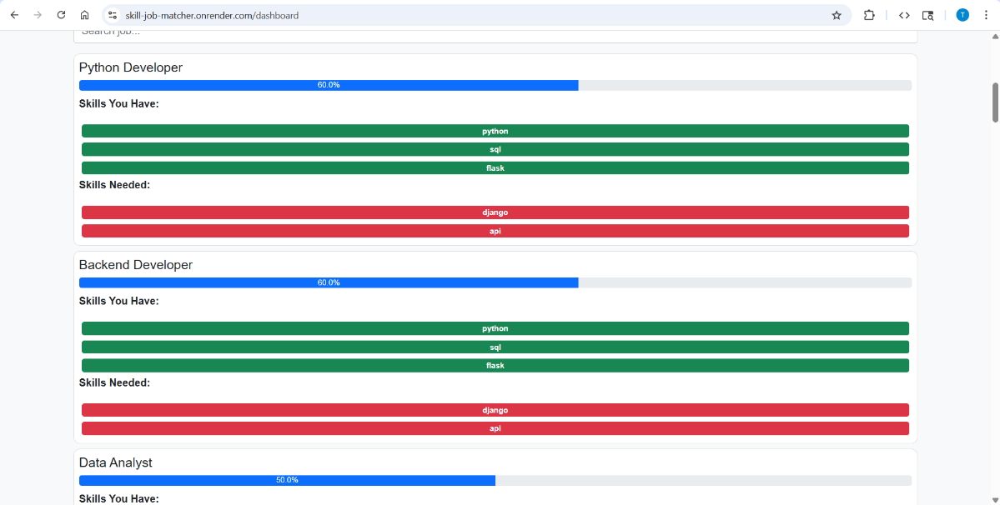 skill-job-matcher.onrender.com/dashboard
T
Search job...
Python Developer
60.0%
Skills You Have:
python
sql
flask
Skills Needed:
django
api
Backend Developer
60.0%
Skills You Have:
python
sql
flask
Skills Needed:
django
api
Data Analyst
50.0%
Skills You Have: